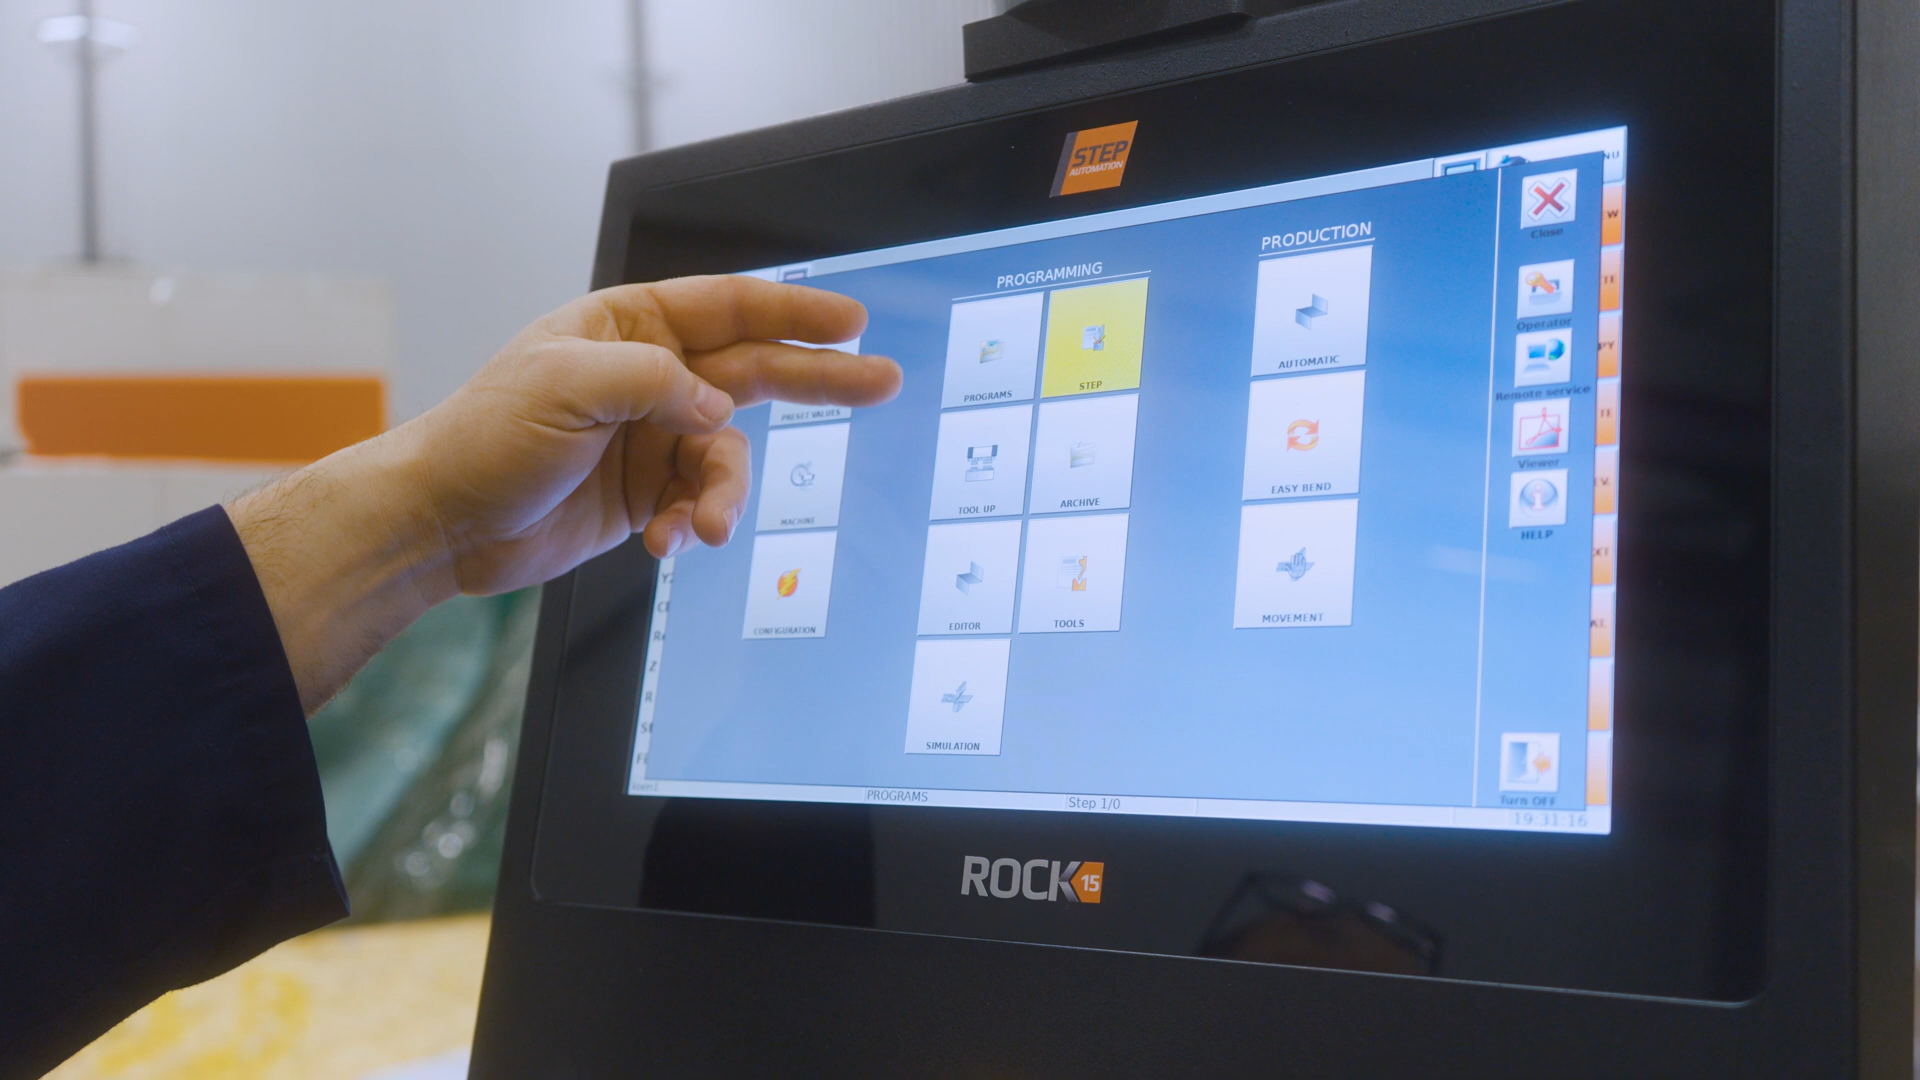 STEP
AUTOMATION
NU
PROGRAMMING
PRODUCTION
PROGRAMS
STEP
TOOL UP
ARCHIVE
EDITOR
TOOLS
SIMULATION
AUTOMATIC
EASY BEND
MOVEMENT
PRESET VALUES
MACHINE
CONFIGURATION
Close
Operator
Remote service
Viewer
HELP
Turn OFF
PROGRAMS
Step 1/0
19:31:16
ROCK 15